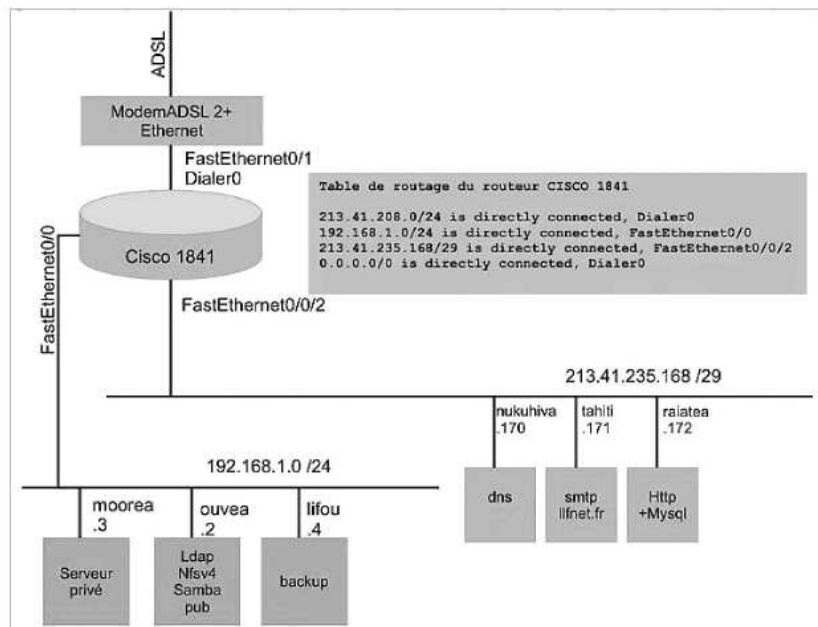 ADSL
ModemADSL 2+
Ethernet
FastEthernet0/1
Dialer0
Cisco 1841
FastEthernet0/0
FastEthernet0/0/2
Table de routage du routeur CISCO 1841
213.41.208.0/24 is directly connected, Dialer0
192.168.1.0/24 is directly connected, FastEthernet0/0
213.41.235.168/29 is directly connected, FastEthernet0/0/2
0.0.0.0/0 is directly connected, Dialer0
213.41.235.168 /29
nukuhiva
.170
tahiti
.171
raiatea
.172
dns
smtp
llfnet.fr
Http
+Mysql
192.168.1.0 /24
moorea
.3
ouvea
.2
lifou
.4
Serveur
privé
Ldap
Nfsv4
Samba
pub
backup